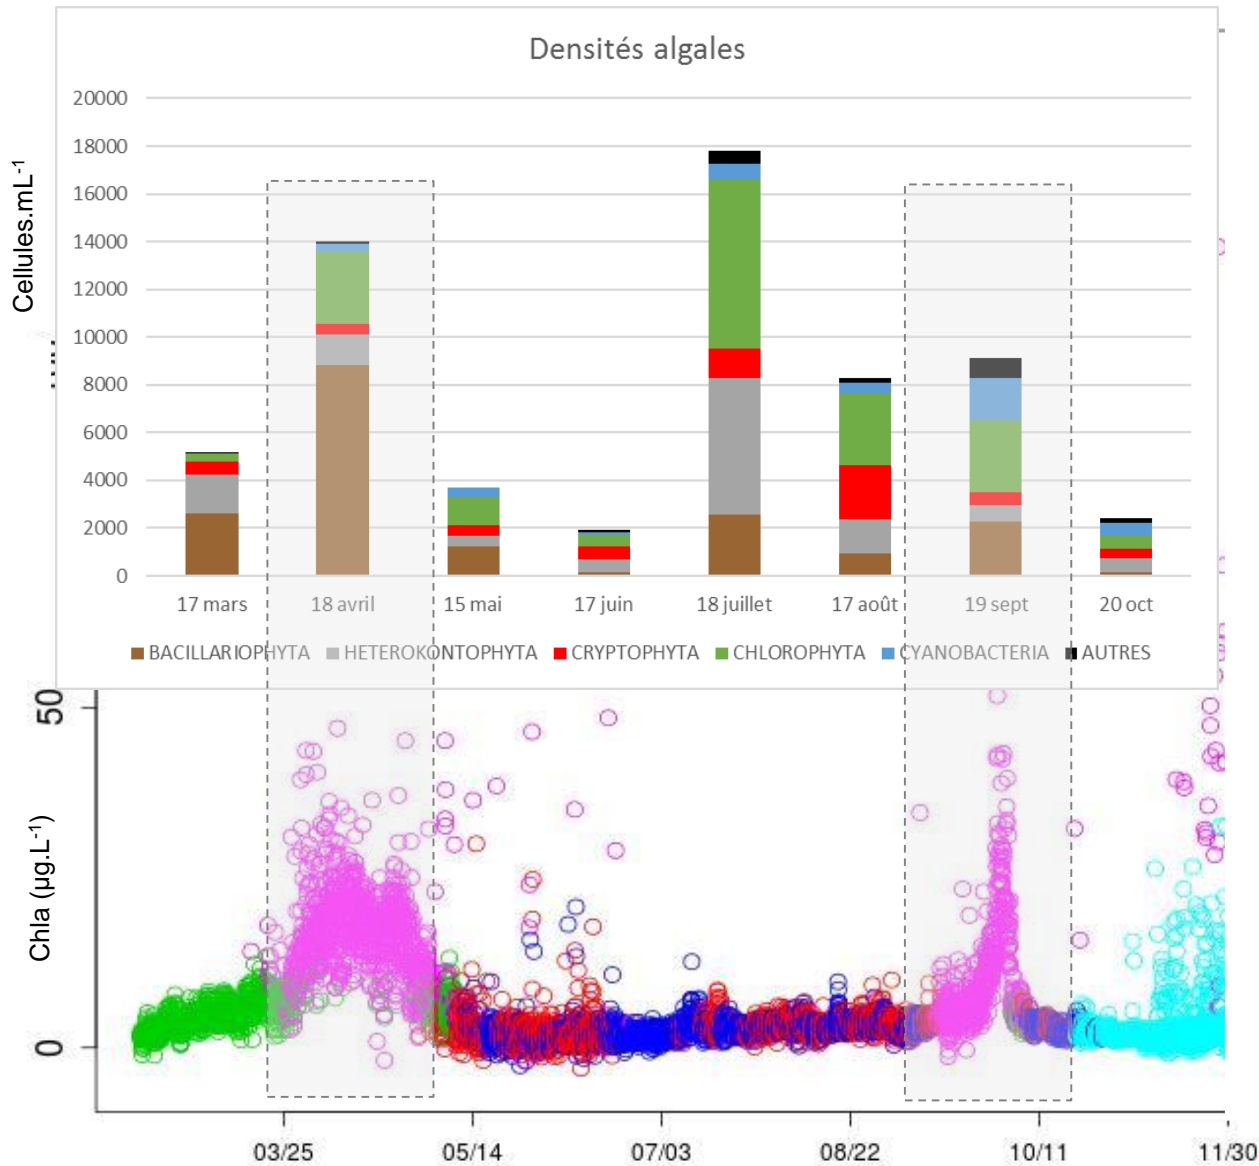 Densités algales
20000
18000
16000
14000
12000
10000
8000
6000
4000
2000
0
Cellules.mL-1
17 mars 18 avril 15 mai 17 juin 18 juillet 17 août 19 sept 20 oct
BACILLARIOPHYTA HETEROKONTOPHYTA CRYPTOPHYTA CHLOROPHYTA CYANOBACTERIA AUTRES
50
0
Chla (µg.L-1)
03/25 05/14 07/03 08/22 10/11 11/30